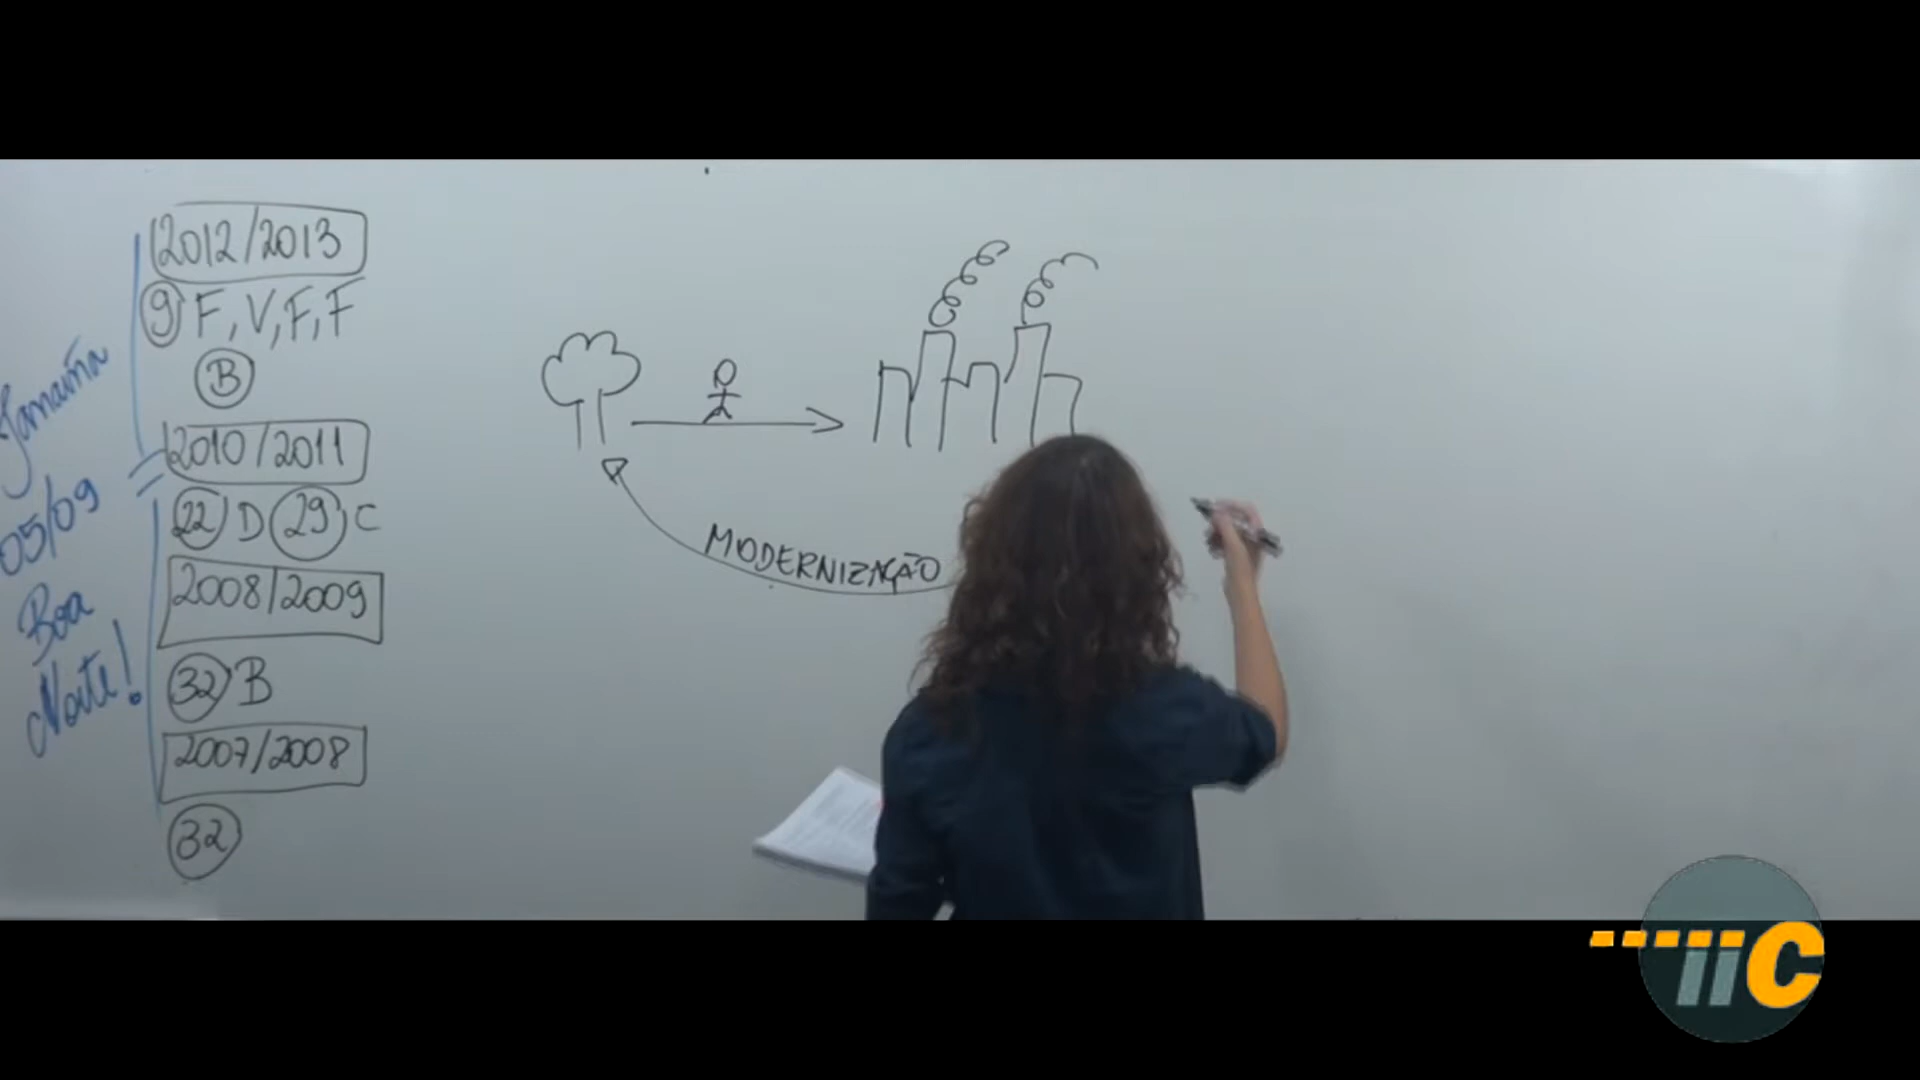 2012/2013
9 F, V, F, F
B
2010/2011
22 D 29 C
2008/2009
32 B
2007/2008
32
Janaína
05/09
Boa
Noite!
MODERNIZAÇÃO
iiC